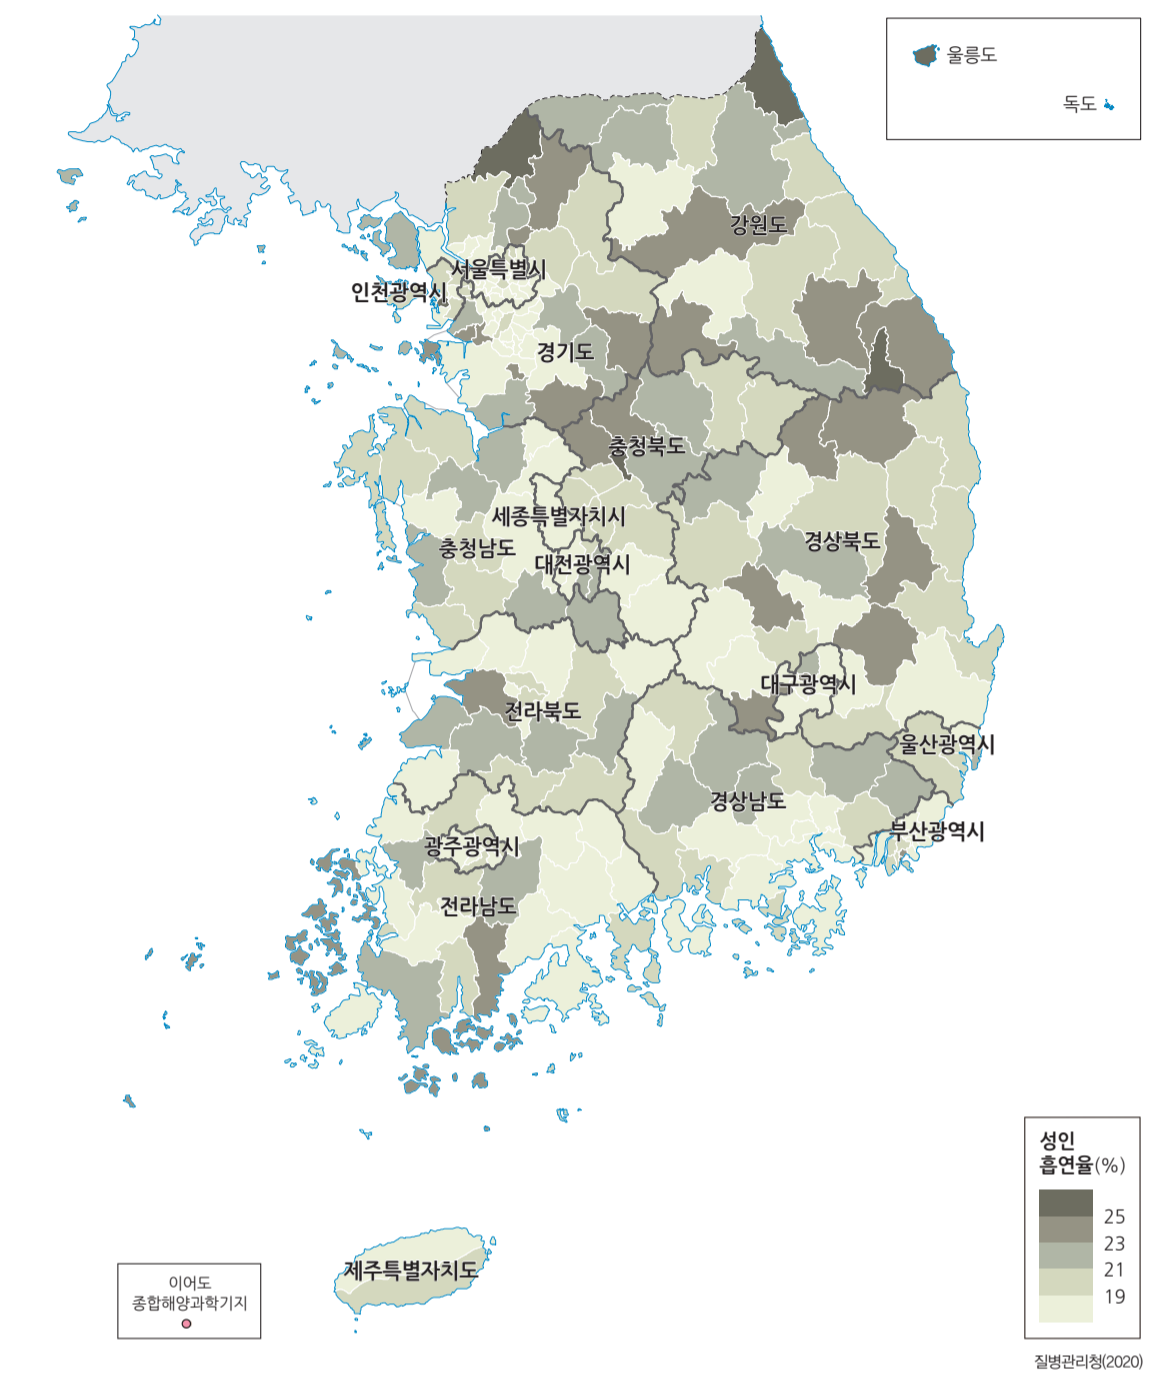 울릉도
독도
강원도
서울특별시
인천광역시
경기도
충청북도
세종특별자치시
충청남도
경상북도
대전광역시
대구광역시
전라북도
울산광역시
경상남도
부산광역시
광주광역시
전라남도
성인
흡연율(%)
25
23
21
19
제주특별자치도
이어도
종합해양과학기지
질병관리청(2020)